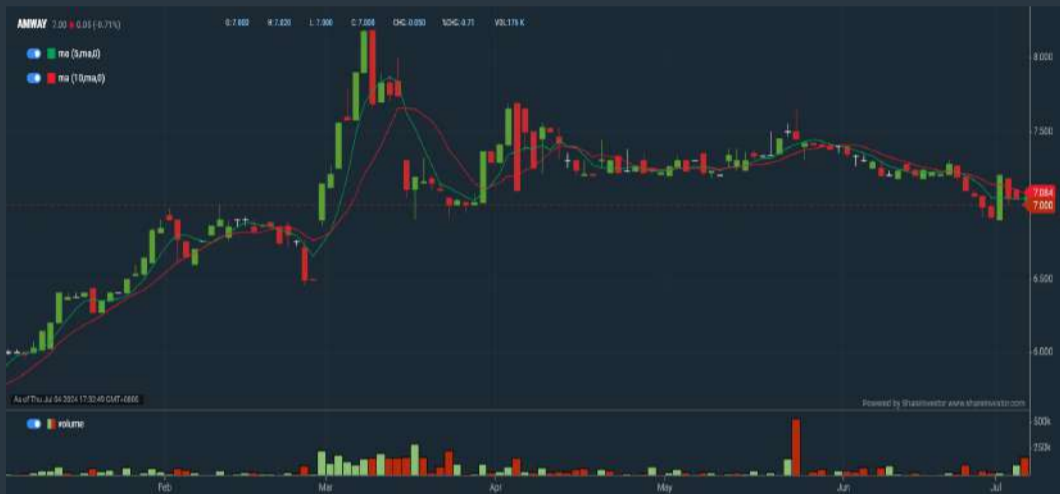 AMWAY 7.00 0.05 (-0.71%)
O:7.000 H:7.020 L:7.000 C:7.000 CHG:-0.050 %CHG:-0.71 VOL:175 K
ma (5,ma,0)
ma (10,ma,0)
8.000
7.500
7.084
7.000
6.500
6.000
As of Thu Jul 04 2024 17:32:49 GMT+0800
Powered by ShareInvestor www.shareinvestor.com
volume
500k
250k
Feb Mar Apr May Jun Jul